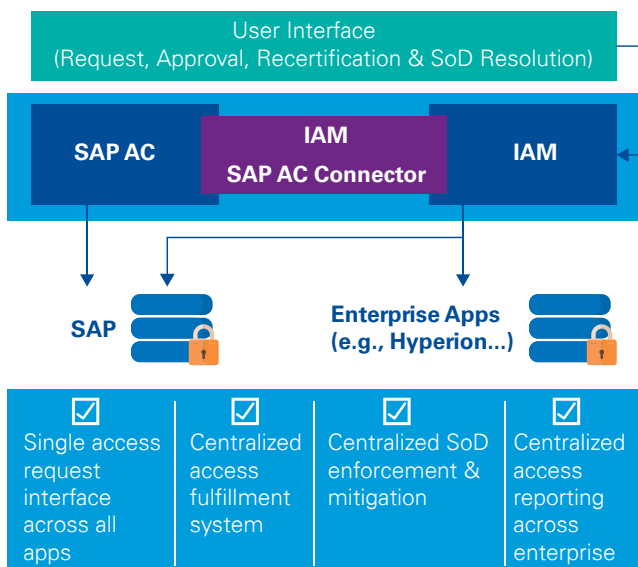 User Interface
(Request, Approval, Recertification & SoD Resolution)
SAP AC
IAM
SAP AC Connector
IAM
SAP
Enterprise Apps
(e.g., Hyperion...)
Single access
request
interface
across all
apps
Centralized
access
fulfillment
system
Centralized SoD
enforcement &
mitigation
Centralized
access
reporting
across
enterprise